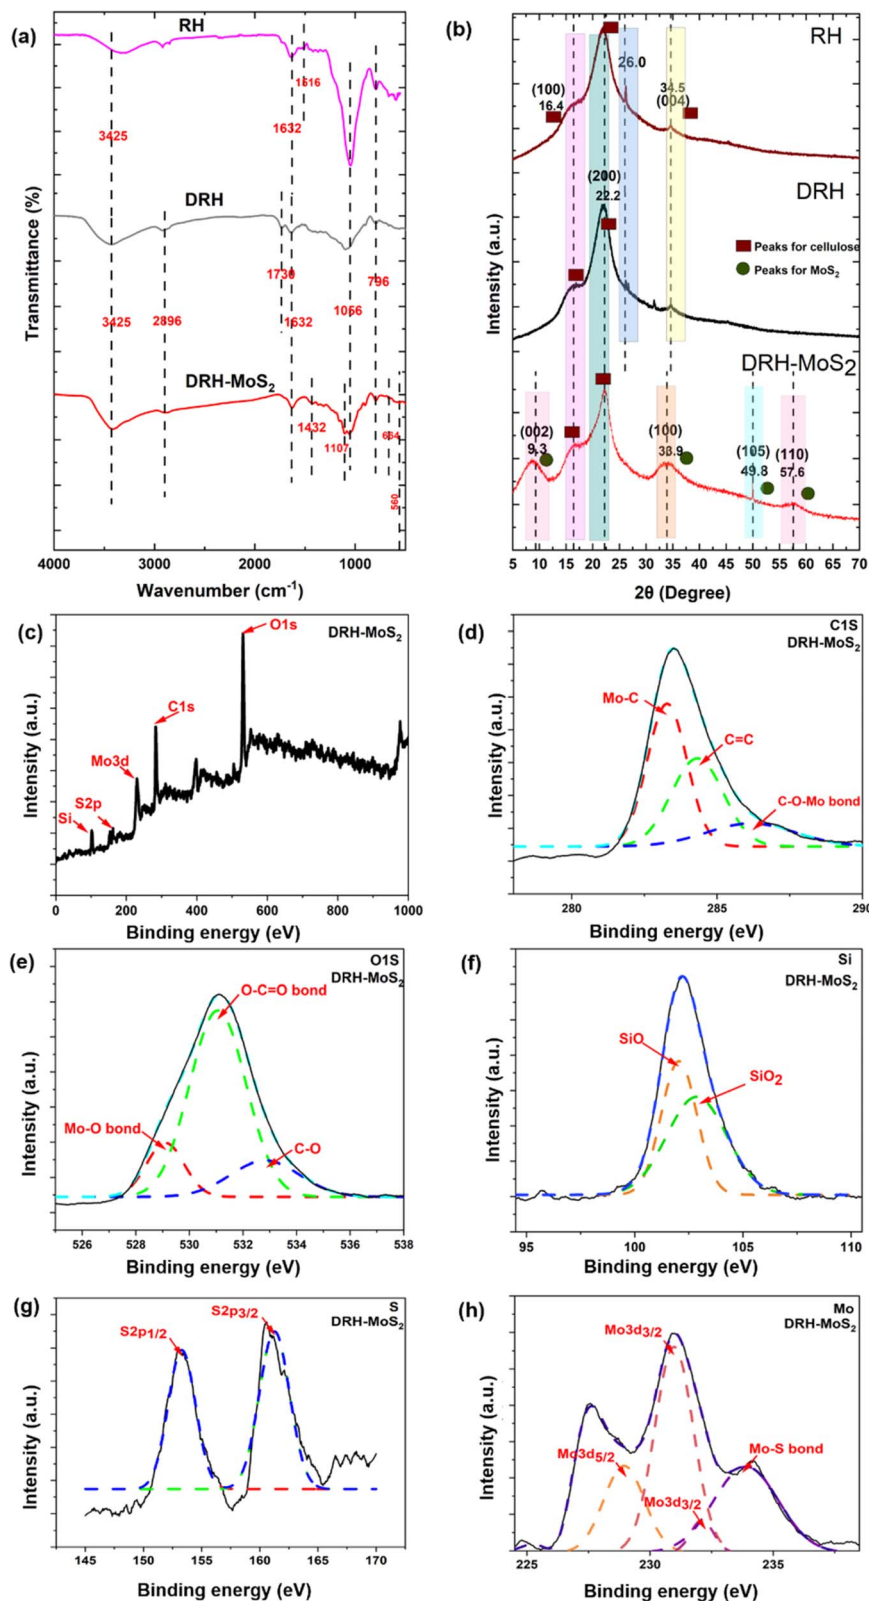 (a)
RH
3425
1632
1516
DRH
1730
796
3425
2896
1632
1056
DRH-MoS2
1432
1107
664
560
Transmittance (%)
4000
3000
2000
1000
Wavenumber (cm-1)
(b)
RH
26.0
(100)
16.4
34.5
(004)
DRH
(200)
22.2
Peaks for cellulose
Peaks for MoS2
DRH-MoS2
(002)
9.3
(100)
33.9
(105)
49.8
(110)
57.6
Intensity (a.u.)
5 10 15 20 25 30 35 40 45 50 55 60 65 70
2θ (Degree)
(c)
DRH-MoS2
O1s
C1s
Mo3d
S2p
Si
Intensity (a.u.)
0 200 400 600 800 1000
Binding energy (eV)
(d)
C1S
DRH-MoS2
Mo-C
C=C
C-O-Mo bond
Intensity (a.u.)
280 285 290
Binding energy (eV)
(e)
O1S
DRH-MoS2
O-C=O bond
Mo-O bond
C-O
Intensity (a.u.)
526 528 530 532 534 536 538
Binding energy (eV)
(f)
Si
DRH-MoS2
SiO
SiO2
Intensity (a.u.)
95 100 105 110
Binding energy (eV)
(g)
S
DRH-MoS2
S2p1/2
S2p3/2
Intensity (a.u.)
145 150 155 160 165 170
Binding energy (eV)
(h)
Mo
DRH-MoS2
Mo3d3/2
Mo3d5/2
Mo-S bond
Mo3d3/2
Intensity (a.u.)
225 230 235
Binding energy (eV)